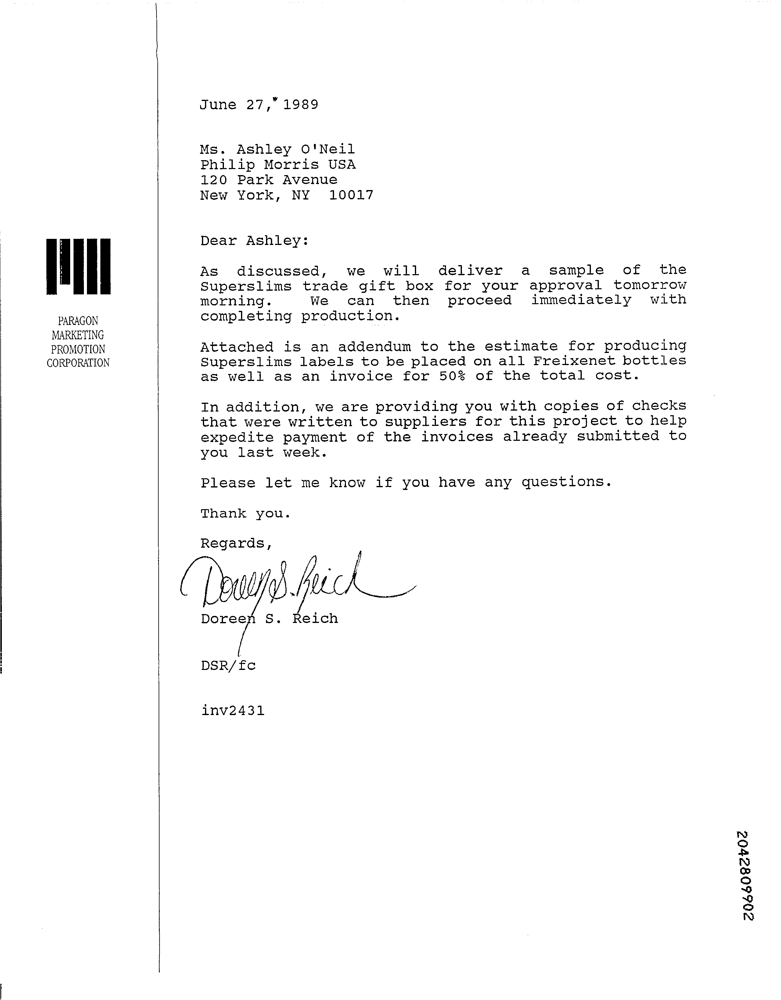 June 27, 1989
Ms. Ashley O'Neil
Philip Morris USA
120 Park Avenue
New York, NY 10017
PARAGON
MARKETING
PROMOTION
CORPORATION
Dear Ashley:
As discussed, we will deliver a sample of the
Superslims trade gift box for your approval tomorrow
morning. We can then proceed immediately with
completing production.
Attached is an addendum to the estimate for producing
Superslims labels to be placed on all Freixenet bottles
as well as an invoice for 50% of the total cost.
In addition, we are providing you with copies of checks
that were written to suppliers for this project to help
expedite payment of the invoices already submitted to
you last week.
Please let me know if you have any questions.
Thank you.
Regards,
Doreen S. Reich
Doreen S. Reich
DSR/fc
inv2431
2042809902